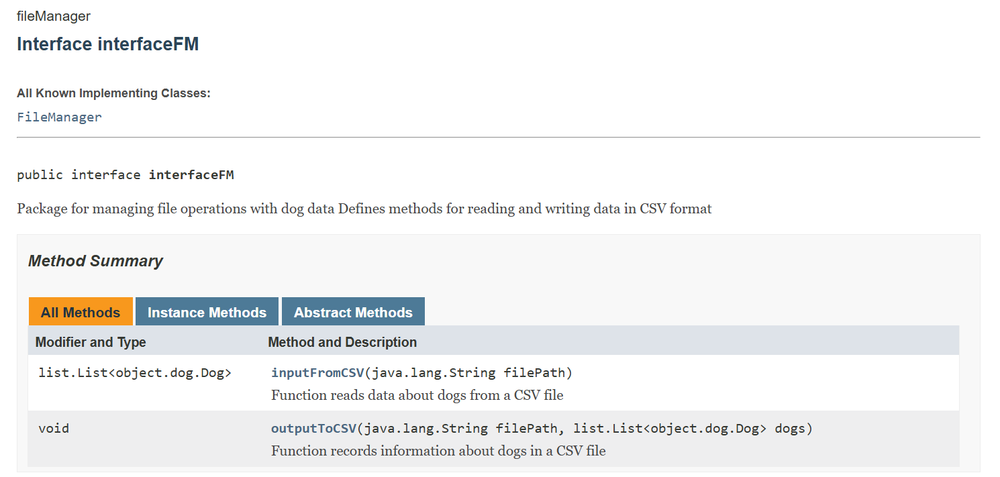 fileManager
Interface interfaceFM
All Known Implementing Classes:
FileManager
public interface interfaceFM
Package for managing file operations with dog data Defines methods for reading and writing data in CSV format
Method Summary
All Methods Instance Methods Abstract Methods
Modifier and Type Method and Description
list.List<object.dog.Dog> inputFromCSV(java.lang.String filePath)
Function reads data about dogs from a CSV file
void outputToCSV(java.lang.String filePath, list.List<object.dog.Dog> dogs)
Function records information about dogs in a CSV file